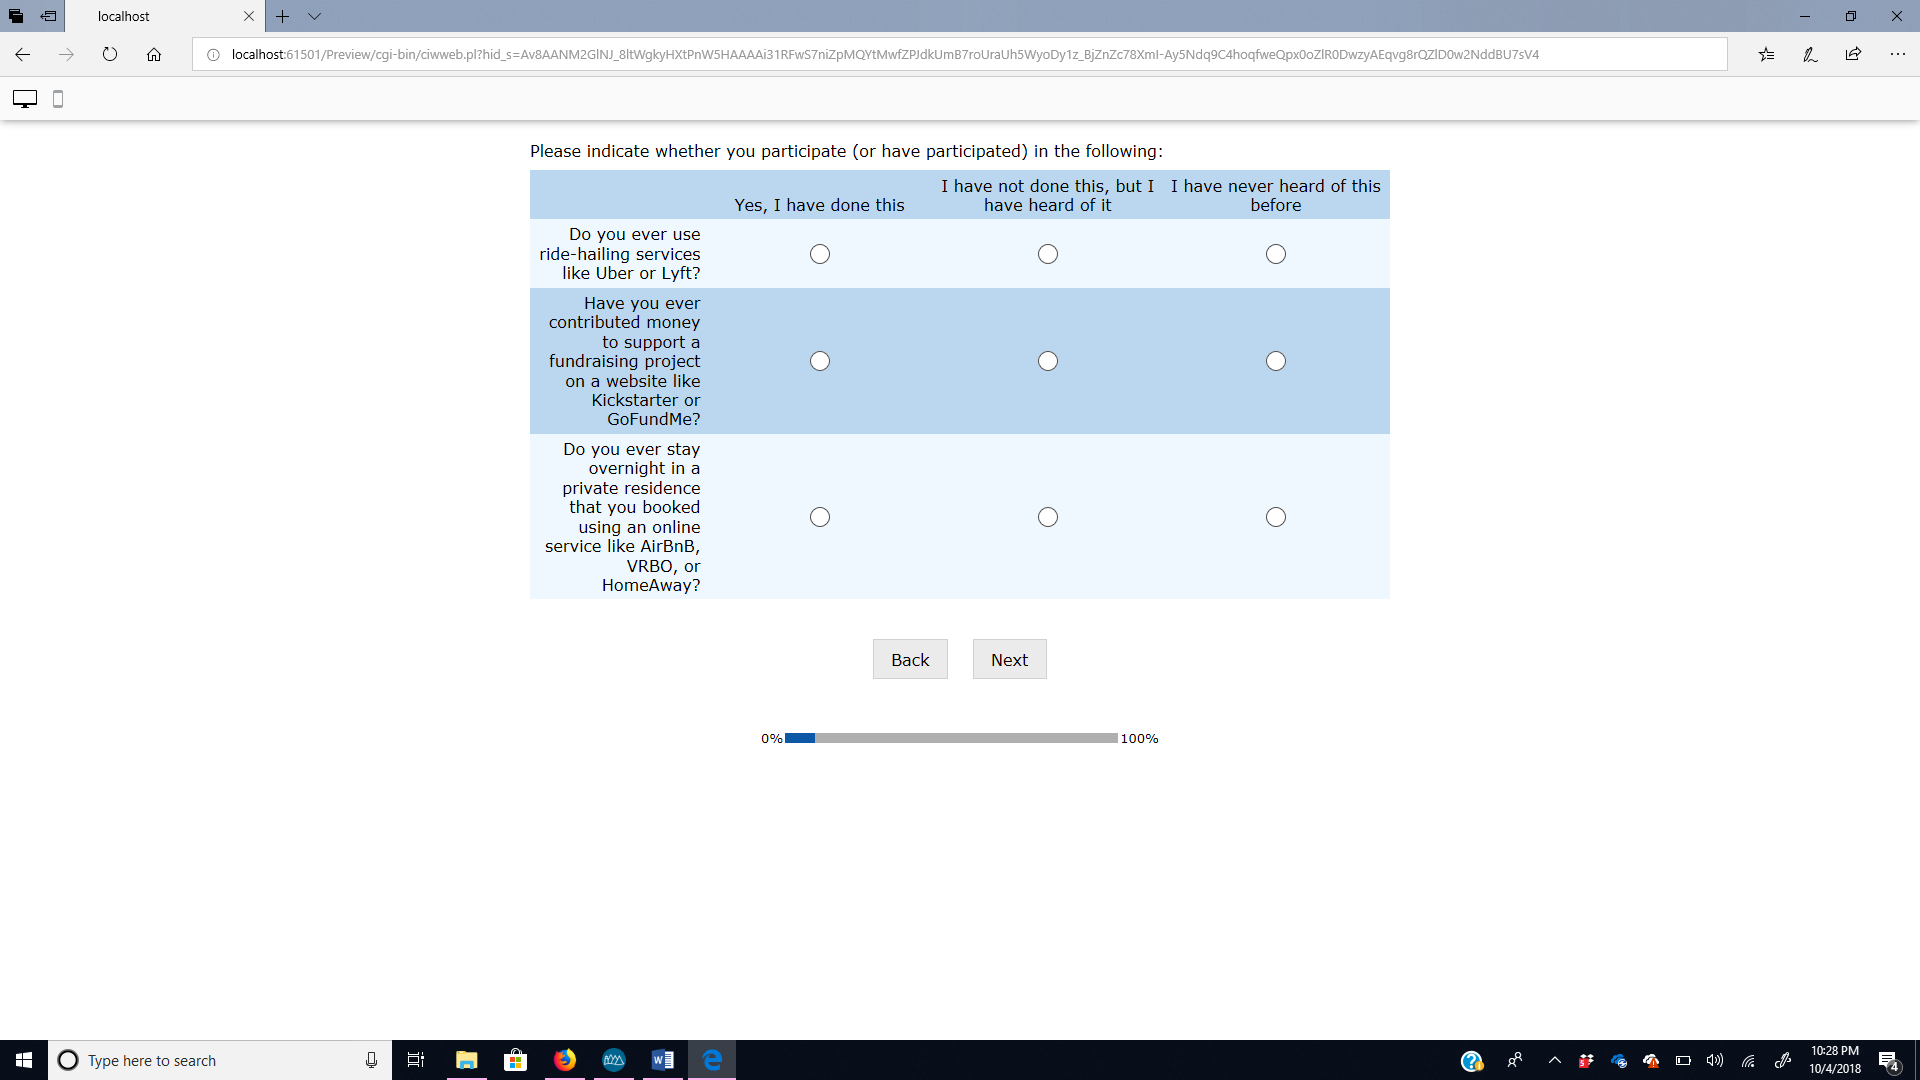 localhost
localhost:61501/Preview/cgi-bin/ciwweb.pl?hid_s=Av8AANM2GlNJ_8ltWgkyHXtPnW5HAAAAi31RFwS7niZpMQYtMwfZPJdkUmB7roUraUh5WyoDy1z_BjZnZc78XmI-Ay5Ndq9C4hoqfweQpx0oZlR0DwzyAEqvg8rQZlD0w2NddBU7sV4
Please indicate whether you participate (or have participated) in the following:
Yes, I have done this
I have not done this, but I
have heard of it
I have never heard of this
before
Do you ever use
ride-hailing services
like Uber or Lyft?
Have you ever
contributed money
to support a
fundraising project
on a website like
Kickstarter or
GoFundMe?
Do you ever stay
overnight in a
private residence
that you booked
using an online
service like AirBnB,
VRBO, or
HomeAway?
Back
Next
0%
100%
Type here to search
10:28 PM
10/4/2018
4